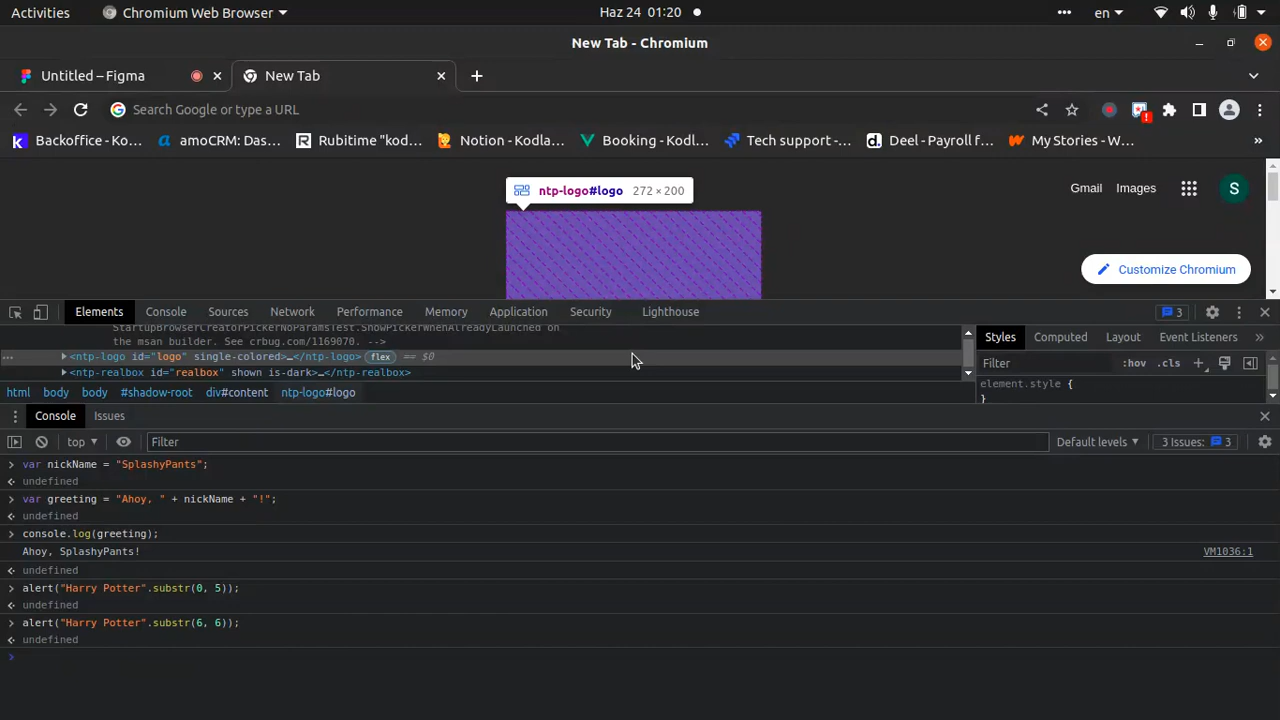 Activities Chromium Web Browser Haz 24 01:20 en
New Tab - Chromium
Untitled – Figma New Tab
Search Google or type a URL
Backoffice - Ko... amoCRM: Das... Rubitime "kod... Notion - Kodla... Booking - Kodl... Tech support -... Deel - Payroll f... My Stories - W... »
ntp-logo#logo 272 × 200
Gmail Images S
Customize Chromium
Elements Console Sources Network Performance Memory Application Security Lighthouse 3
StartupBrowserCreatorPickerNoParamsTest.ShowPickerWhenAlreadyLaunched on
the msan builder. See crbug.com/1169070. -->
<ntp-logo id="logo" single-colored>…</ntp-logo> flex == $0
<ntp-realbox id="realbox" shown is-dark>…</ntp-realbox>
Styles Computed Layout Event Listeners »
Filter :hov .cls +
element.style {
}
html body body #shadow-root div#content ntp-logo#logo
Console Issues
top Filter Default levels 3 Issues: 3
> var nickName = "SplashyPants";
undefined
> var greeting = "Ahoy, " + nickName + "!";
undefined
> console.log(greeting);
Ahoy, SplashyPants! VM1036:1
undefined
> alert("Harry Potter".substr(0, 5));
undefined
> alert("Harry Potter".substr(6, 6));
undefined
>